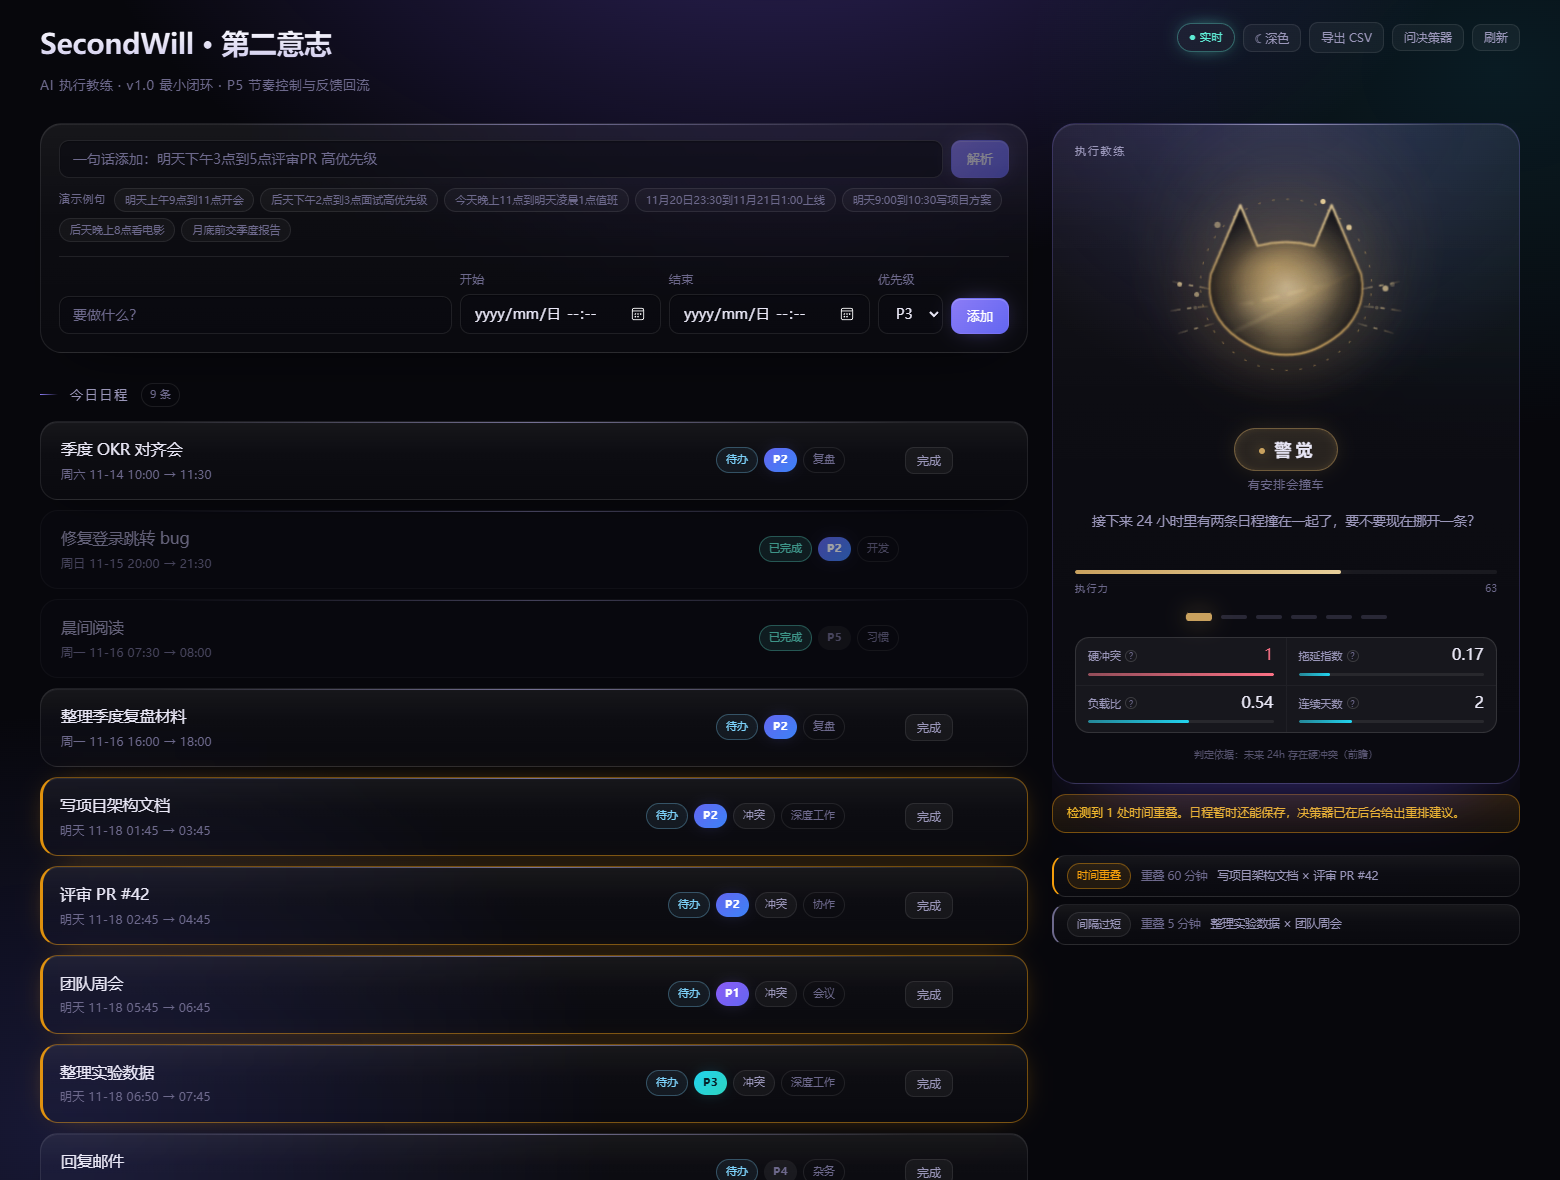 SecondWill · 第二意志
AI 执行教练 · v1.0 最小闭环 · P5 节奏控制与反馈回流
实时
深色
导出 CSV
问决策器
刷新
一句话添加：明天下午3点到5点评审PR 高优先级
解析
演示例句
明天上午9点到11点开会
后天下午2点到3点面试高优先级
今天晚上11点到明天凌晨1点值班
11月20日23:30到11月21日1:00上线
明天9:00到10:30写项目方案
后天晚上8点看电影
月底前交季度报告
要做什么？
开始
yyyy/mm/日 --:--
结束
yyyy/mm/日 --:--
优先级
P3
添加
今日日程
9 条
季度 OKR 对齐会
周六 11-14 10:00 → 11:30
待办 P2 复盘 完成
修复登录跳转 bug
周日 11-15 20:00 → 21:30
已完成 P2 开发
晨间阅读
周一 11-16 07:30 → 08:00
已完成 P5 习惯
整理季度复盘材料
周一 11-16 16:00 → 18:00
待办 P2 复盘 完成
写项目架构文档
明天 11-18 01:45 → 03:45
待办 P2 冲突 深度工作 完成
评审 PR #42
明天 11-18 02:45 → 04:45
待办 P2 冲突 协作 完成
团队周会
明天 11-18 05:45 → 06:45
待办 P1 冲突 会议 完成
整理实验数据
明天 11-18 06:50 → 07:45
待办 P3 冲突 深度工作 完成
回复邮件
待办 P4 杂务 完成
执行教练
警觉
有安排会撞车
接下来 24 小时里有两条日程撞在一起了，要不要现在挪开一条？
执行力
63
硬冲突 ? 1
拖延指数 ? 0.17
负载比 ? 0.54
连续天数 ? 2
判定依据：未来 24h 存在硬冲突（前瞻）
检测到 1 处时间重叠。日程暂时还能保存，决策器已在后台给出重排建议。
时间重叠 重叠 60 分钟 写项目架构文档 × 评审 PR #42
间隔过短 重叠 5 分钟 整理实验数据 × 团队周会